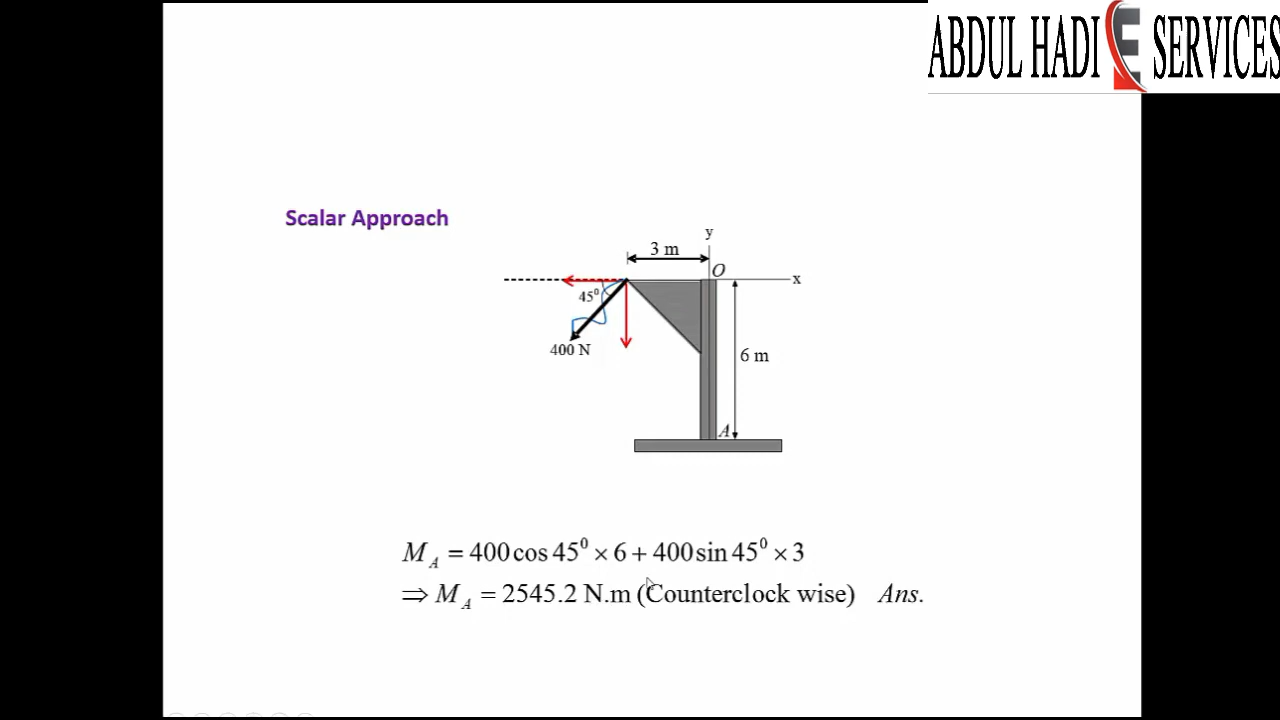 ABDUL HADI E SERVICES
Scalar Approach
y
3 m
O
x
45⁰
400 N
6 m
A
M_A = 400 cos 45⁰ × 6 + 400 sin 45⁰ × 3
⇒ M_A = 2545.2 N.m (Counterclock wise) Ans.